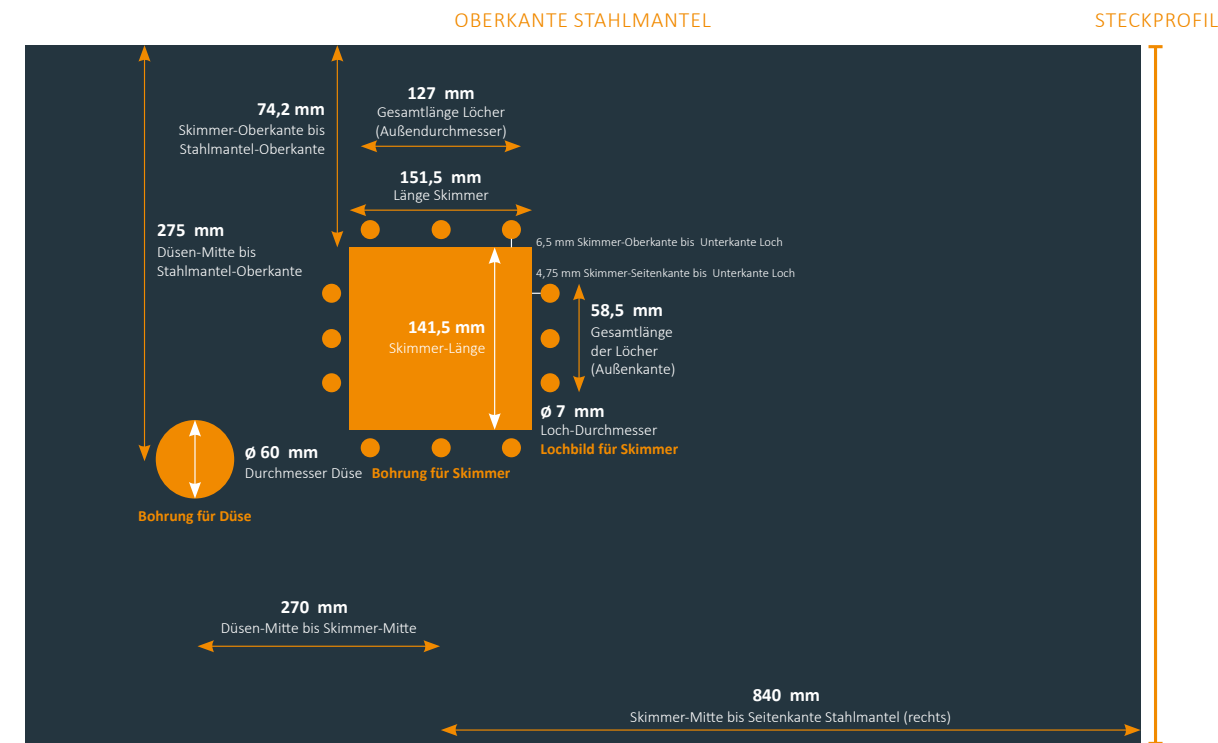 OBERKANTE STAHLMANTEL
STECKPROFIL
127 mm
Gesamtlänge Löcher
(Außendurchmesser)
74,2 mm
Skimmer-Oberkante bis
Stahlmantel-Oberkante
151,5 mm
Länge Skimmer
275 mm
Düsen-Mitte bis
Stahlmantel-Oberkante
6,5 mm Skimmer-Oberkante bis Unterkante Loch
4,75 mm Skimmer-Seitenkante bis Unterkante Loch
58,5 mm
Gesamtlänge
der Löcher
(Außenkante)
141,5 mm
Skimmer-Länge
ø 7 mm
Loch-Durchmesser
Lochbild für Skimmer
ø 60 mm
Durchmesser Düse
Bohrung für Skimmer
Bohrung für Düse
270 mm
Düsen-Mitte bis Skimmer-Mitte
840 mm
Skimmer-Mitte bis Seitenkante Stahlmantel (rechts)